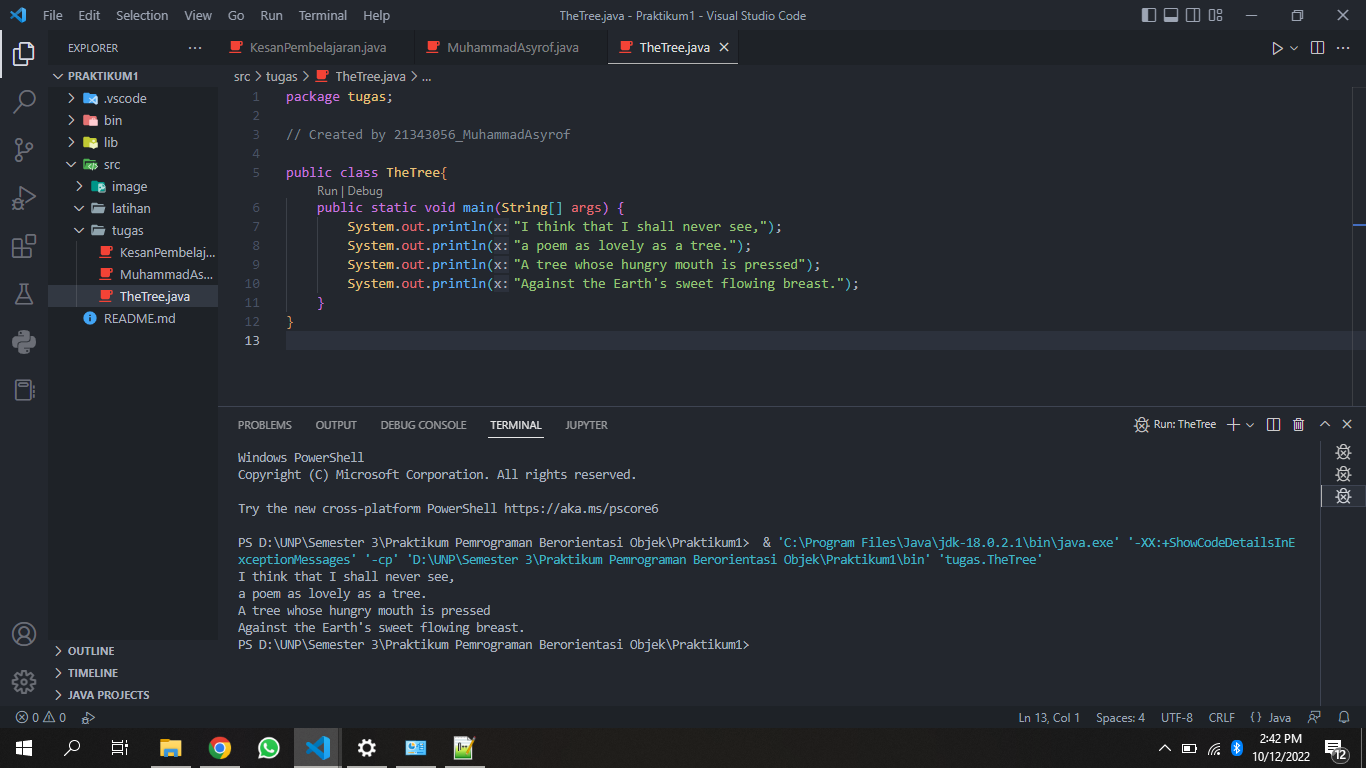 File Edit Selection View Go Run Terminal Help TheTree.java - Praktikum1 - Visual Studio Code
EXPLORER ···
PRAKTIKUM1
.vscode
bin
lib
src
image
latihan
tugas
KesanPembelaj...
MuhammadAs...
TheTree.java
README.md
OUTLINE
TIMELINE
JAVA PROJECTS
KesanPembelajaran.java MuhammadAsyrof.java TheTree.java
src > tugas > TheTree.java > ...
1 package tugas;
2
3 // Created by 21343056_MuhammadAsyrof
4
5 public class TheTree{
Run | Debug
6 public static void main(String[] args) {
7 System.out.println(x: "I think that I shall never see,");
8 System.out.println(x: "a poem as lovely as a tree.");
9 System.out.println(x: "A tree whose hungry mouth is pressed");
10 System.out.println(x: "Against the Earth's sweet flowing breast.");
11 }
12 }
13
PROBLEMS OUTPUT DEBUG CONSOLE TERMINAL JUPYTER Run: TheTree
Windows PowerShell
Copyright (C) Microsoft Corporation. All rights reserved.
Try the new cross-platform PowerShell https://aka.ms/pscore6
PS D:\UNP\Semester 3\Praktikum Pemrograman Berorientasi Objek\Praktikum1>  & 'C:\Program Files\Java\jdk-18.0.2.1\bin\java.exe' '-XX:+ShowCodeDetailsInE
xceptionMessages' '-cp' 'D:\UNP\Semester 3\Praktikum Pemrograman Berorientasi Objek\Praktikum1\bin' 'tugas.TheTree'
I think that I shall never see,
a poem as lovely as a tree.
A tree whose hungry mouth is pressed
Against the Earth's sweet flowing breast.
PS D:\UNP\Semester 3\Praktikum Pemrograman Berorientasi Objek\Praktikum1>
0 0 Ln 13, Col 1 Spaces: 4 UTF-8 CRLF {} Java
2:42 PM
10/12/2022
12